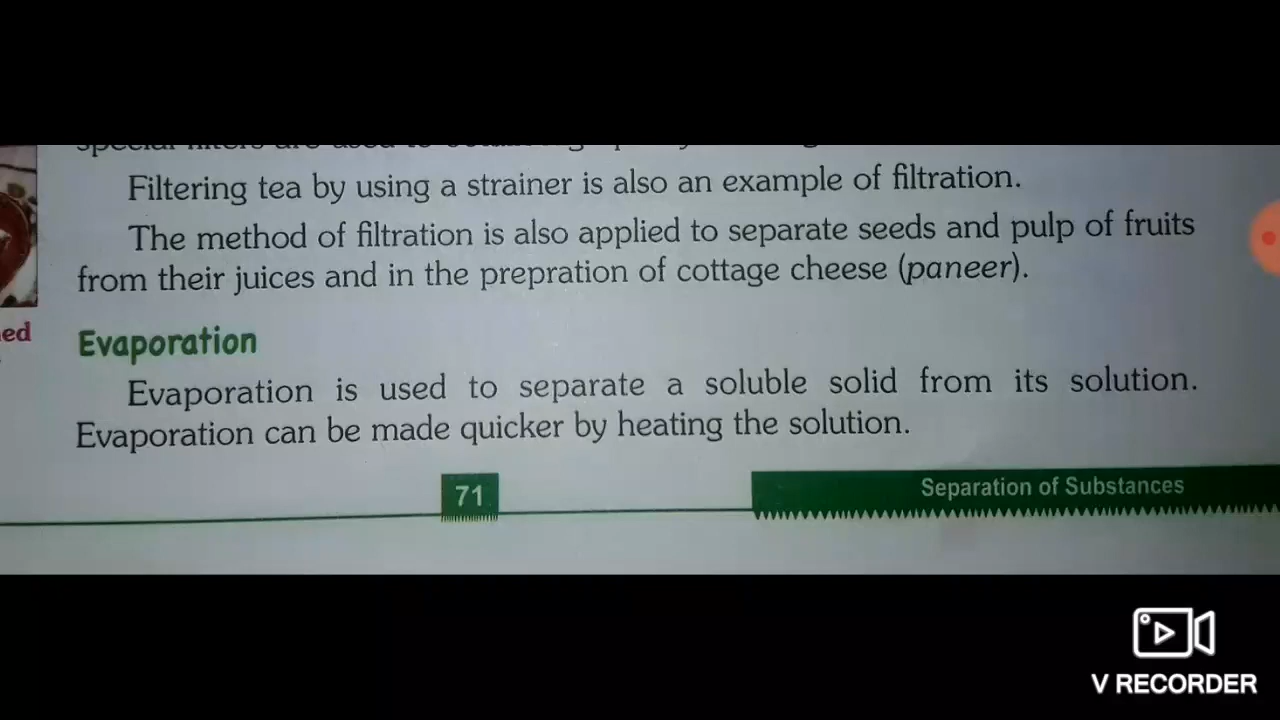 Filtering tea by using a strainer is also an example of filtration.
The method of filtration is also applied to separate seeds and pulp of fruits
from their juices and in the prepration of cottage cheese (paneer).
ed
Evaporation
Evaporation is used to separate a soluble solid from its solution.
Evaporation can be made quicker by heating the solution.
71
Separation of Substances
V RECORDER